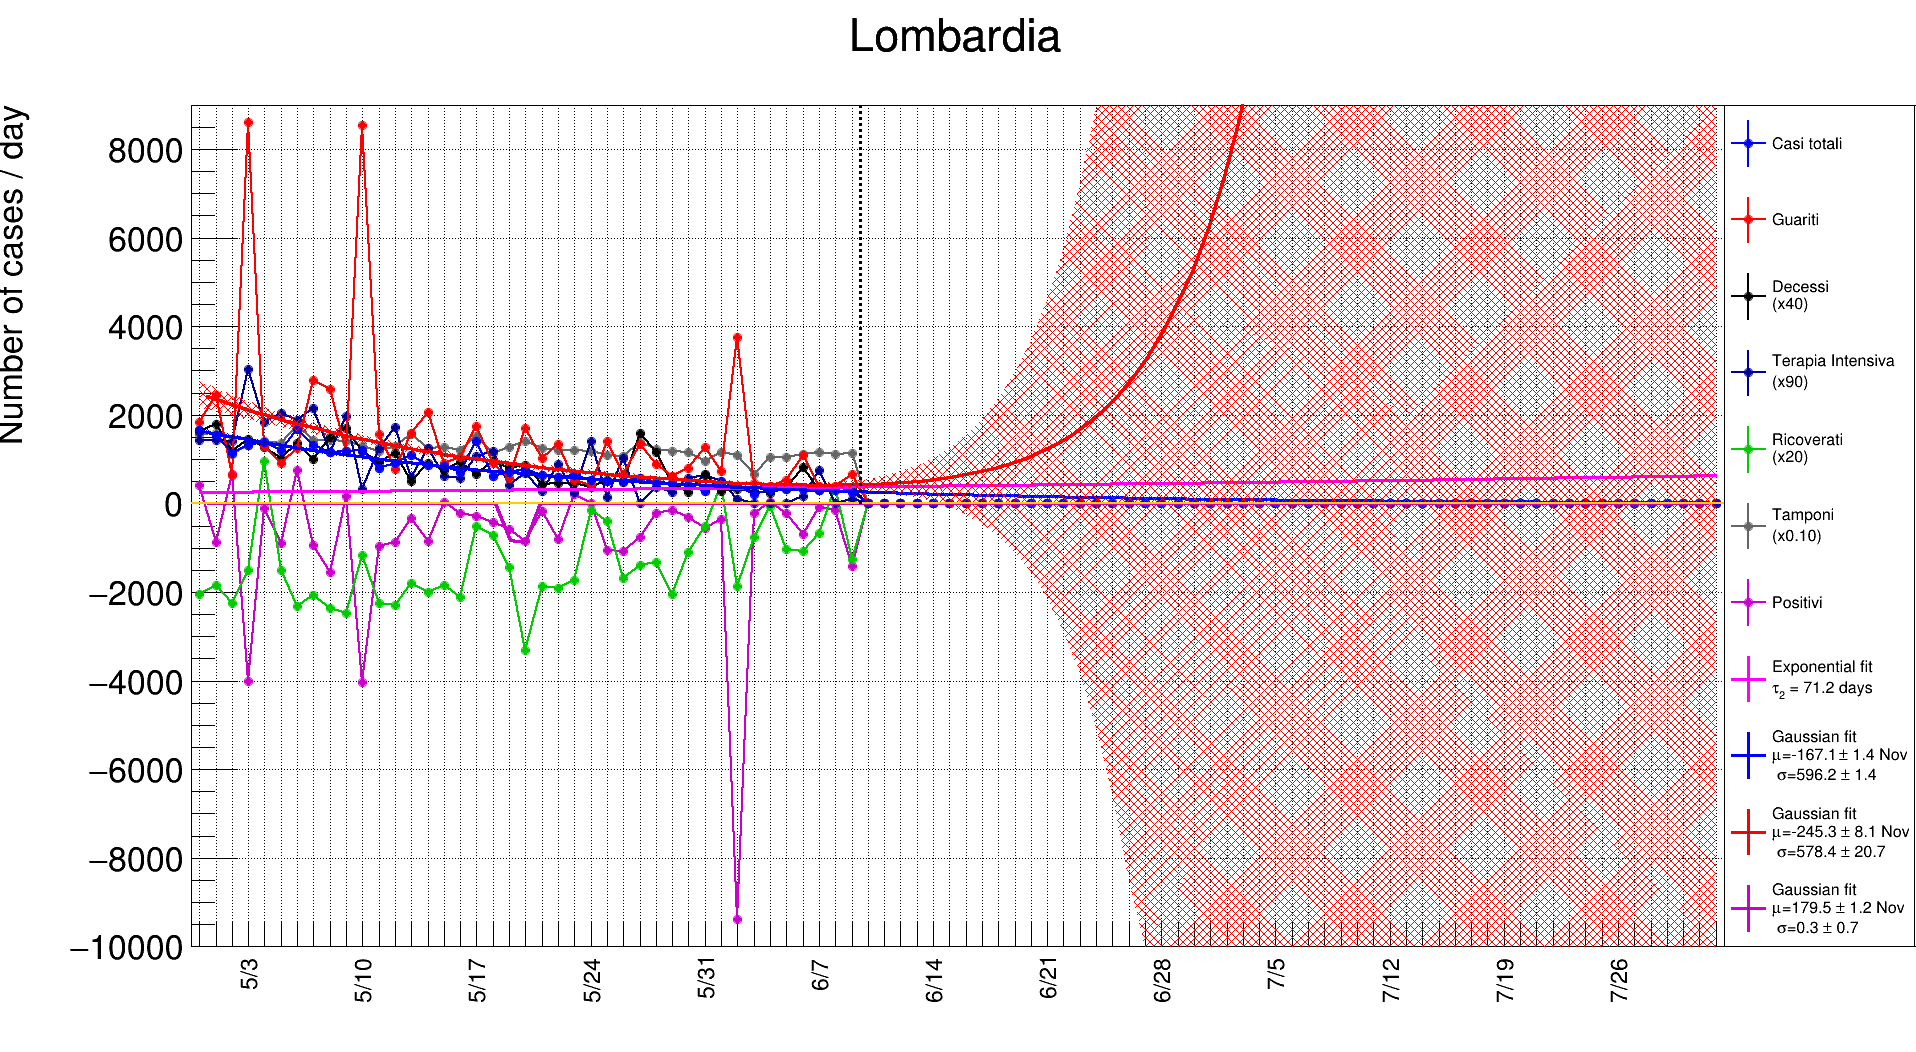 Lombardia
Number of cases / day
8000
6000
4000
2000
0
−2000
−4000
−6000
−8000
−10000
5/3
5/10
5/17
5/24
5/31
6/7
6/14
6/21
6/28
7/5
7/12
7/19
7/26
Casi totali
Guariti
Decessi
(x40)
Terapia Intensiva
(x90)
Ricoverati
(x20)
Tamponi
(x0.10)
Positivi
Exponential fit
τ2 = 71.2 days
Gaussian fit
μ=-167.1 ± 1.4 Nov
σ=596.2 ± 1.4
Gaussian fit
μ=-245.3 ± 8.1 Nov
σ=578.4 ± 20.7
Gaussian fit
μ=179.5 ± 1.2 Nov
σ=0.3 ± 0.7